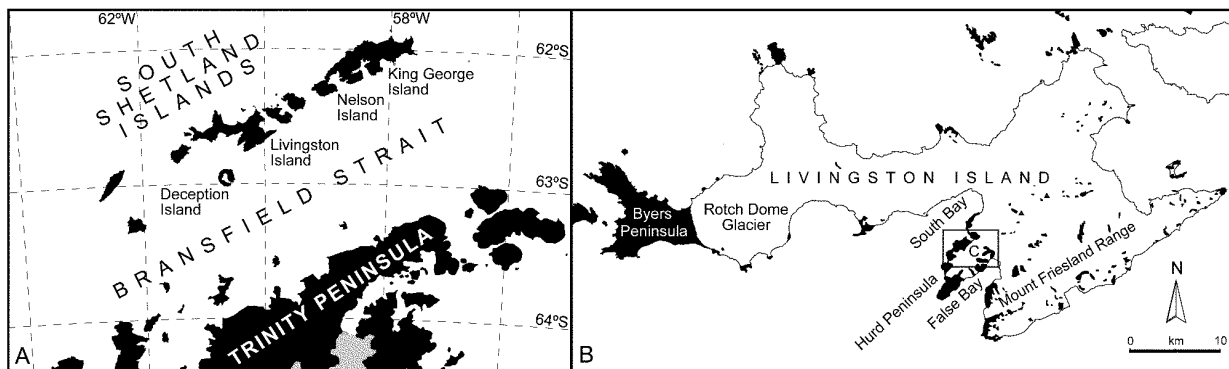 62ºW
58ºW
62ºS
63ºS
64ºS
SOUTH
SHETLAND
ISLANDS
King George
Island
Nelson
Island
Livingston
Island
Deception
Island
BRANSFIELD STRAIT
TRINITY PENINSULA
A
LIVINGSTON ISLAND
Byers
Peninsula
Rotch Dome
Glacier
South Bay
C
Hurd Peninsula
False Bay
Mount Friesland Range
N
0 km 10
B